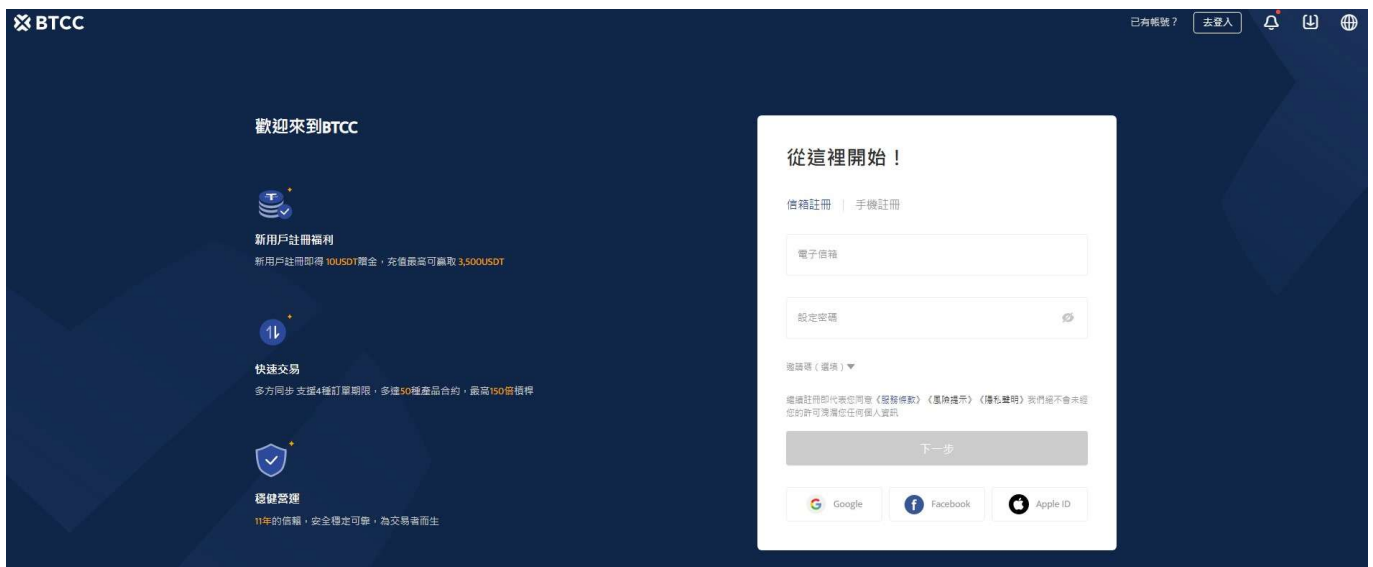 BTCC
已有帳號？ 去登入
歡迎來到BTCC
新用戶註冊福利
新用戶註冊即得 10USDT贈金，充值最高可贏取 3,500USDT
快速交易
多方同步 支援4種訂單期限，多達50種產品合約，最高150倍槓桿
穩健營運
11年的信賴，安全穩定可靠，為交易者而生
從這裡開始！
信箱註冊 | 手機註冊
電子信箱
設定密碼
邀請碼（選填）▼
繼續註冊即代表您同意《服務條款》《風險提示》《隱私聲明》我們絕不會未經
您的許可洩漏您任何個人資訊
下一步
Google Facebook Apple ID